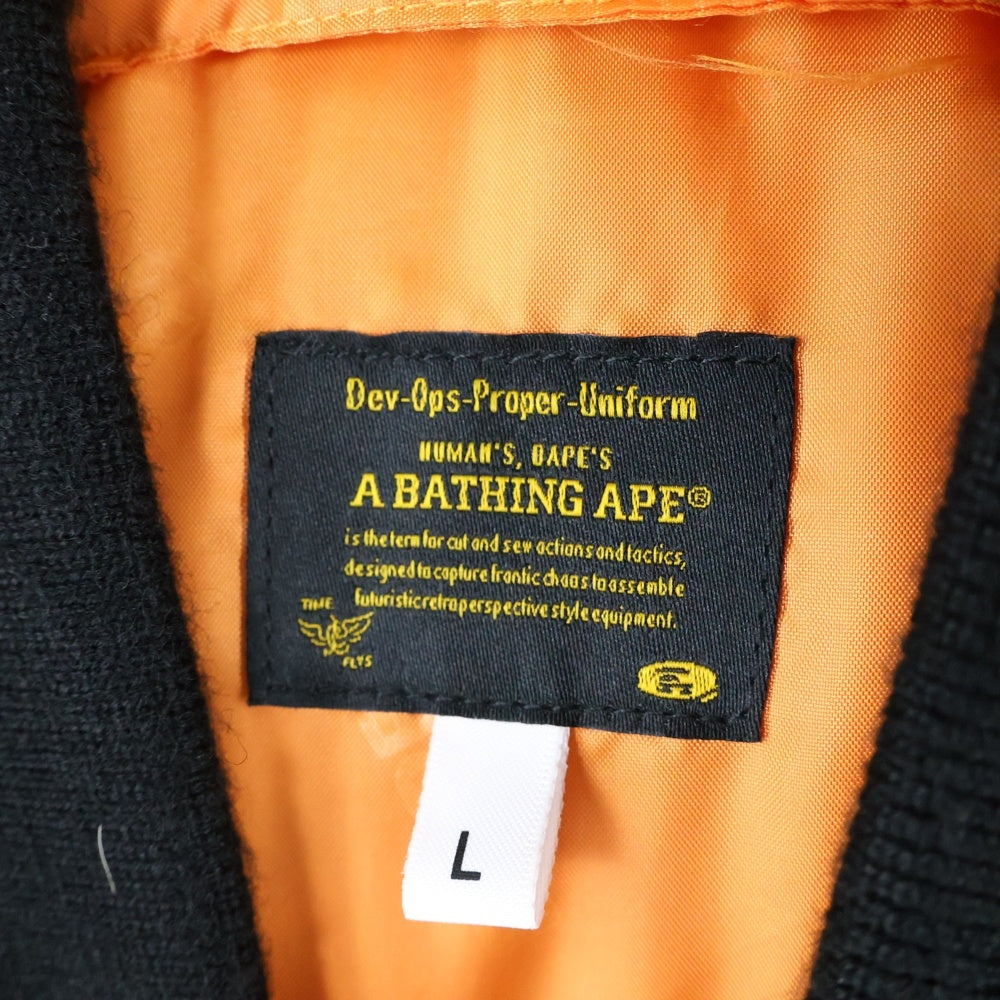 Dev-Ops-Proper-Uniform
HUMAN'S, BAPE'S
A BATHING APE®
is the term for cut and sew actions and tactics,
designed to capture frantic chaos to assemble
futuristic retro perspective style equipment.
TIME
FLYS
L